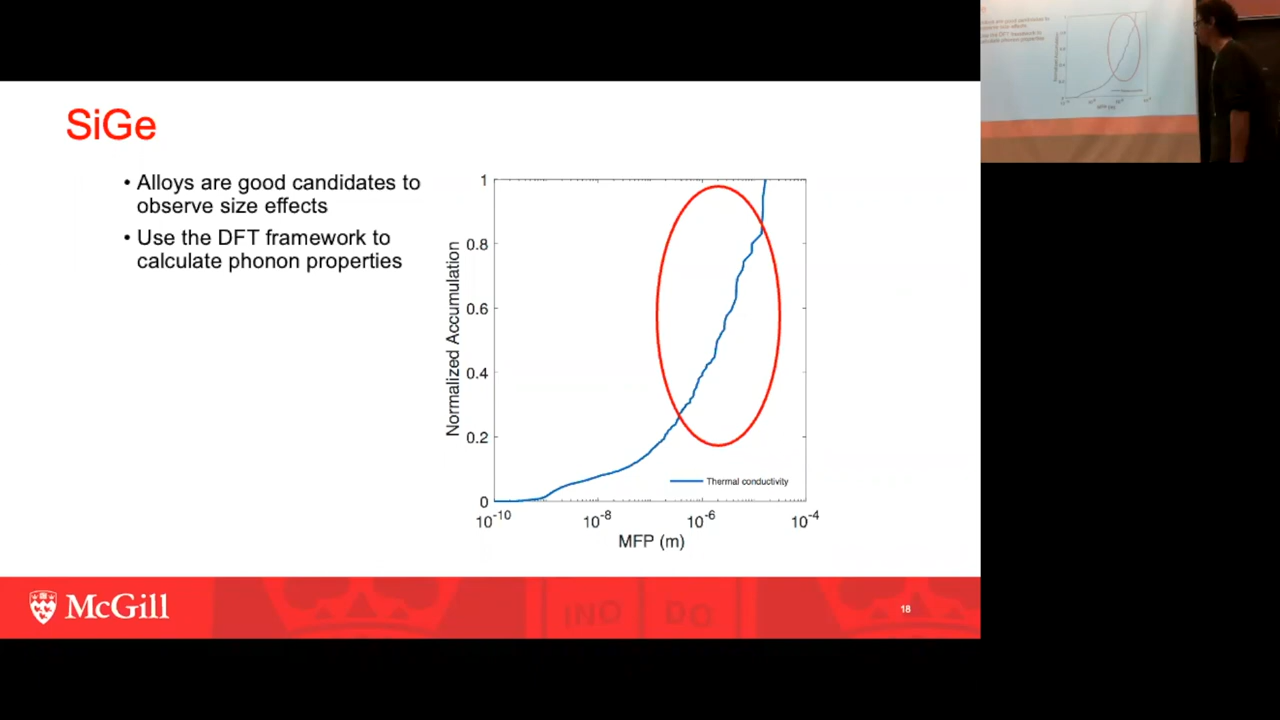 SiGe
• Alloys are good candidates to
observe size effects
• Use the DFT framework to
calculate phonon properties
Normalized Accumulation
1
0.8
0.6
0.4
0.2
0
Thermal conductivity
10^-10
10^-8
10^-6
10^-4
MFP (m)
McGill
INO DO
18